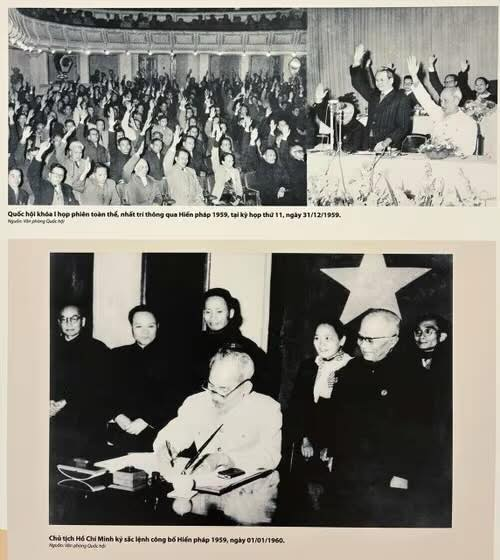 Quốc hội khóa I họp phiên toàn thể, nhất trí thông qua Hiến pháp 1959, tại kỳ họp thứ 11, ngày 31/12/1959.
Nguồn: Văn phòng Quốc hội
Chủ tịch Hồ Chí Minh ký sắc lệnh công bố Hiến pháp 1959, ngày 01/01/1960.
Nguồn: Văn phòng Quốc hội